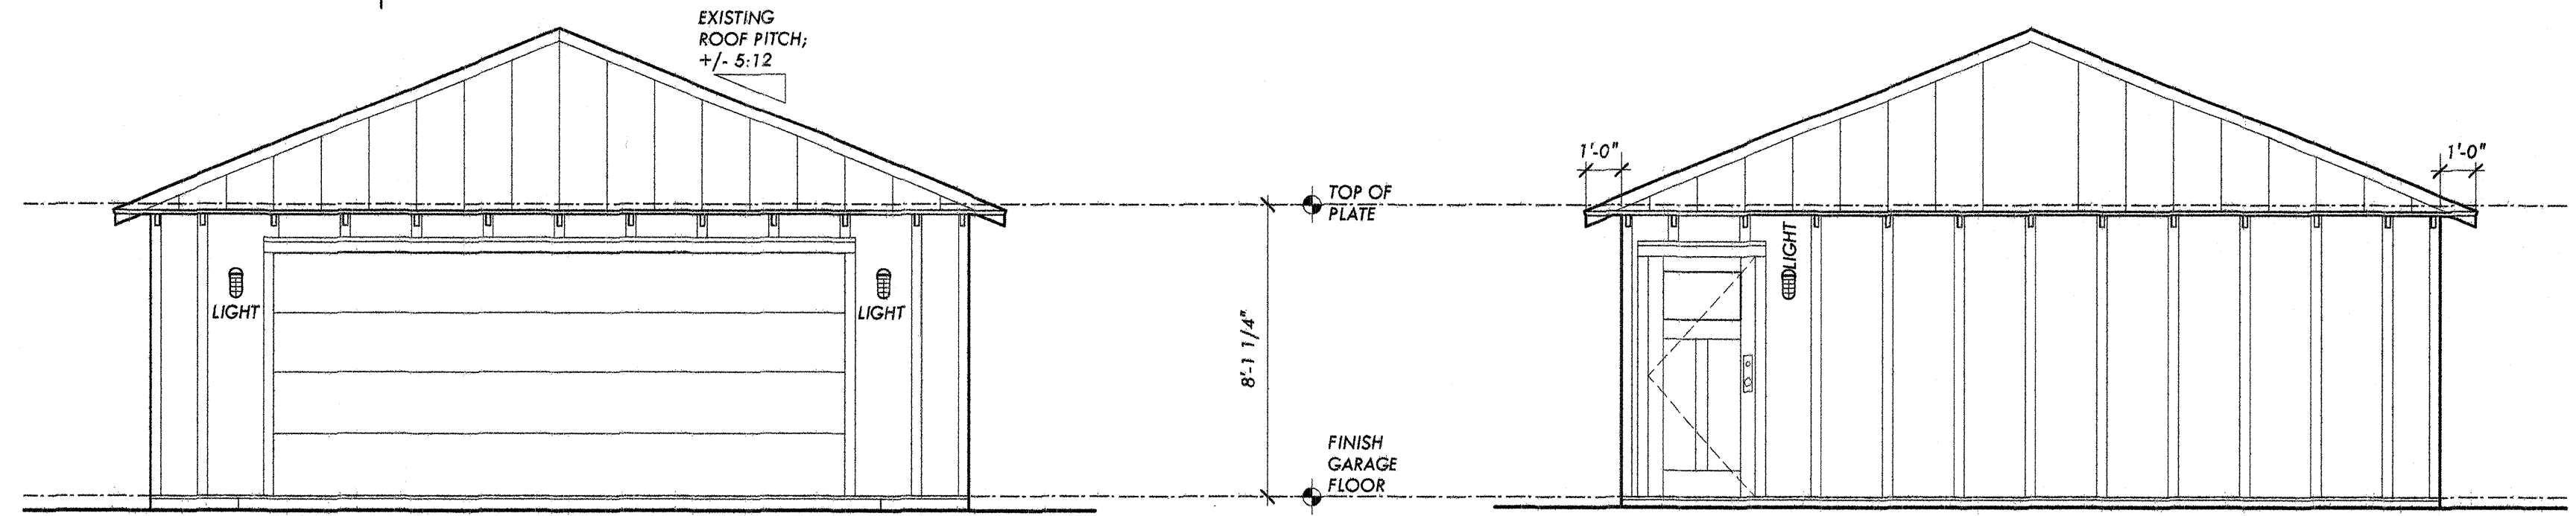 EXISTING
ROOF PITCH;
+/- 5:12
LIGHT
LIGHT
TOP OF
PLATE
8'-1 1/4"
FINISH
GARAGE
FLOOR
1'-0"
LIGHT
1'-0"